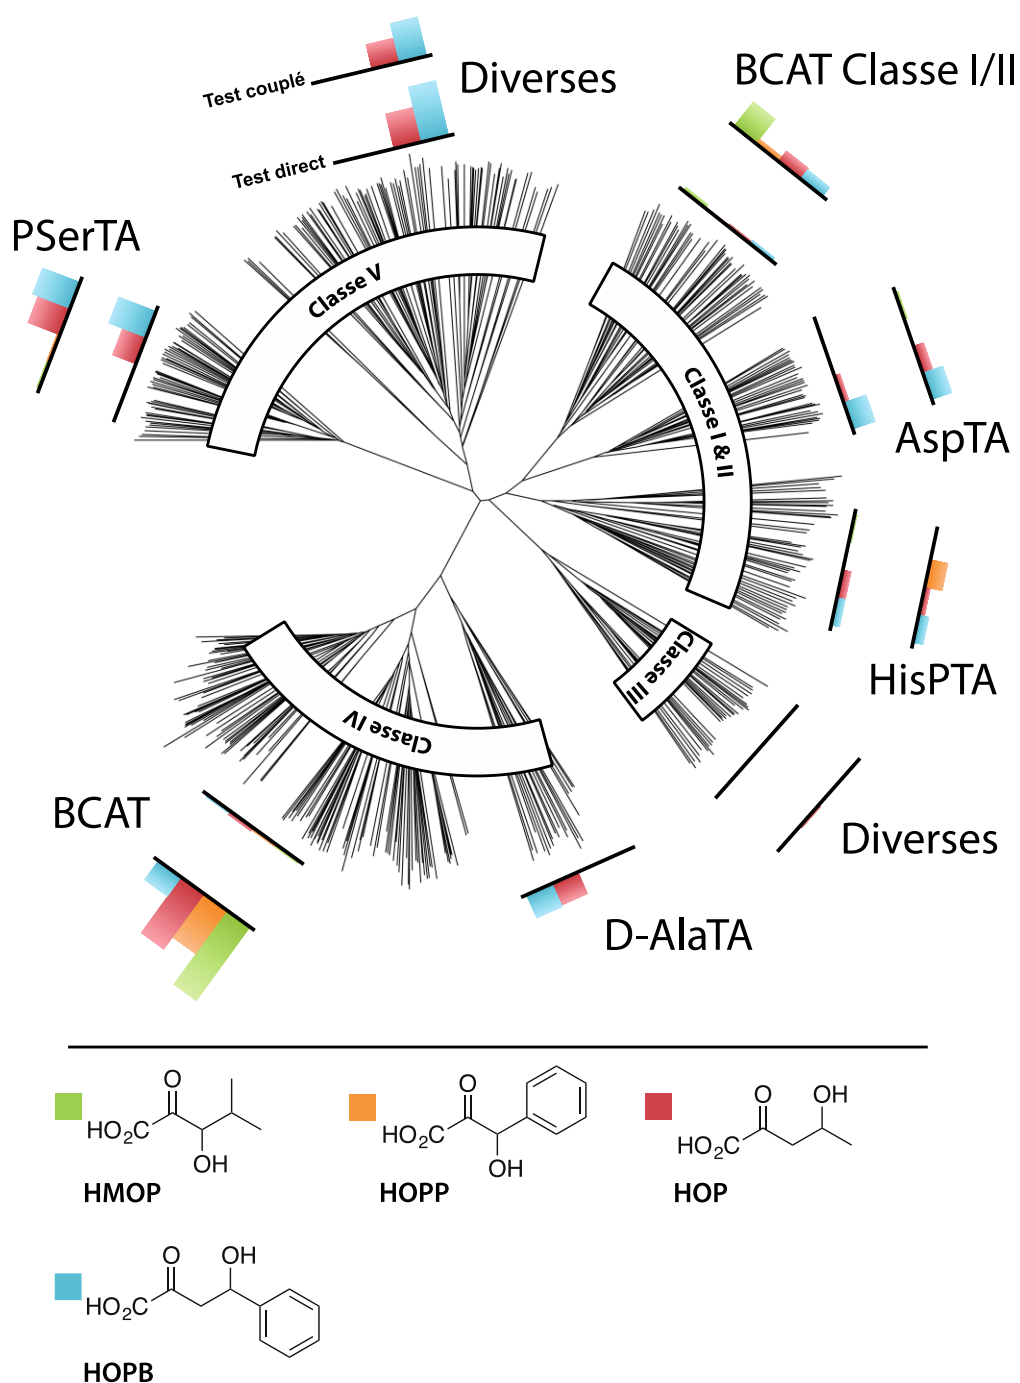 Test couplé
Diverses
BCAT Classe I/II
Test direct
PSerTA
Classe V
Classe I & II
AspTA
HisPTA
Classe III
Classe IV
BCAT
Diverses
D-AlaTA
O
HO2C
OH
HMOP
O
HO2C
OH
HOPP
O
OH
HO2C
HOP
O
OH
HO2C
HOPB